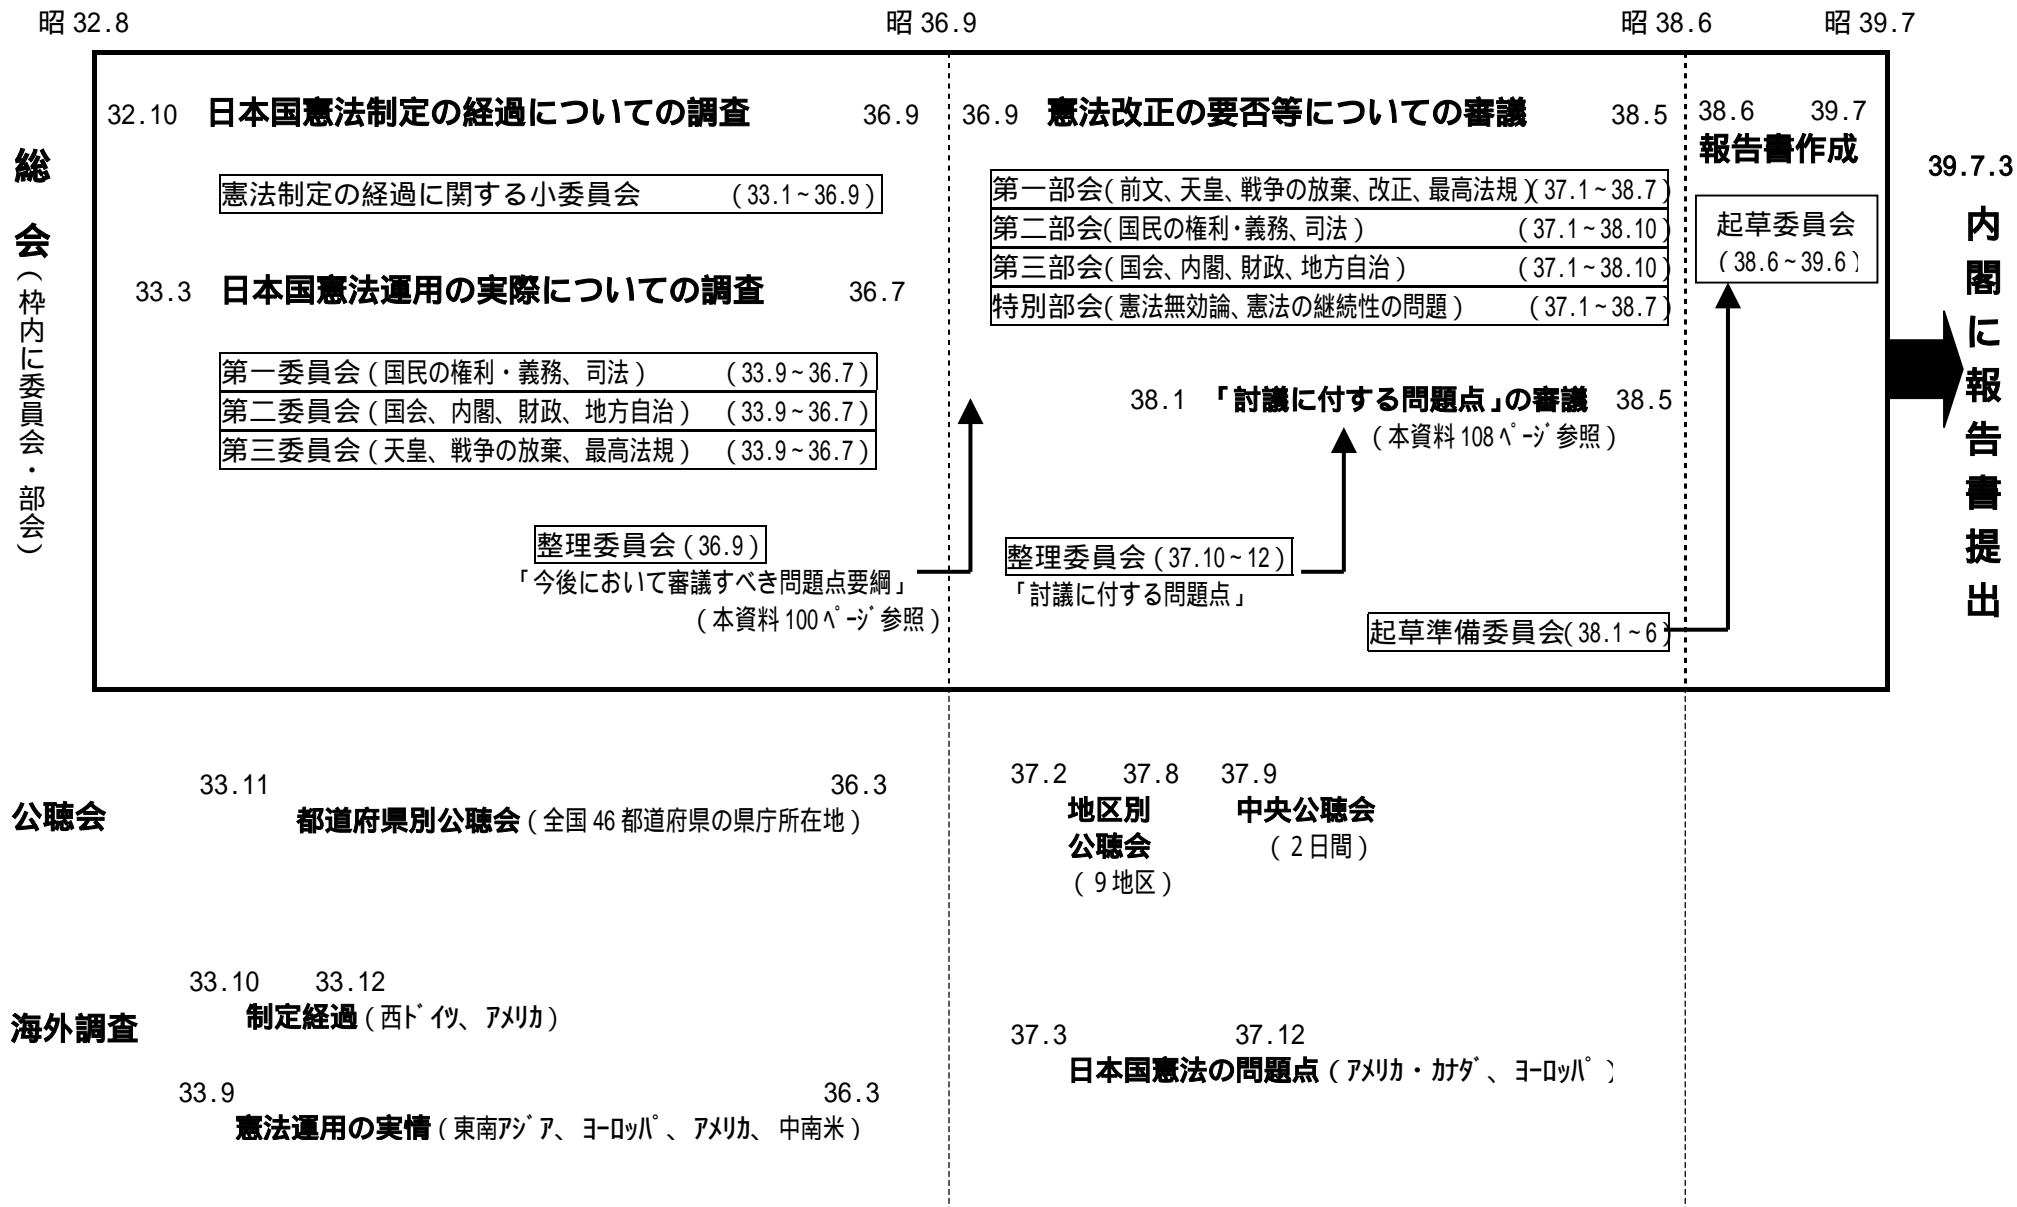 昭32.8
昭36.9
昭38.6
昭39.7
総会(枠内に委員会・部会)
32.10 日本国憲法制定の経過についての調査 36.9
憲法制定の経過に関する小委員会 (33.1~36.9)
33.3 日本国憲法運用の実際についての調査 36.7
第一委員会(国民の権利・義務、司法) (33.9~36.7)
第二委員会(国会、内閣、財政、地方自治) (33.9~36.7)
第三委員会(天皇、戦争の放棄、最高法規) (33.9~36.7)
整理委員会(36.9)
「今後において審議すべき問題点要綱」
(本資料100ページ参照)
36.9 憲法改正の要否等についての審議 38.5
第一部会(前文、天皇、戦争の放棄、改正、最高法規)(37.1~38.7)
第二部会(国民の権利・義務、司法) (37.1~38.10)
第三部会(国会、内閣、財政、地方自治) (37.1~38.10)
特別部会(憲法無効論、憲法の継続性の問題) (37.1~38.7)
38.1 「討議に付する問題点」の審議 38.5
(本資料108ページ参照)
整理委員会(37.10~12)
「討議に付する問題点」
起草準備委員会(38.1~6)
38.6 39.7
報告書作成
起草委員会
(38.6~39.6)
39.7.3
内閣に報告書提出
公聴会
33.11 36.3
都道府県別公聴会(全国46都道府県の県庁所在地)
37.2 37.8 37.9
地区別 中央公聴会
公聴会 (2日間)
(9地区)
海外調査
33.10 33.12
制定経過(西ドイツ、アメリカ)
33.9 36.3
憲法運用の実情(東南アジア、ヨーロッパ、アメリカ、中南米)
37.3 37.12
日本国憲法の問題点(アメリカ・カナダ、ヨーロッパ)